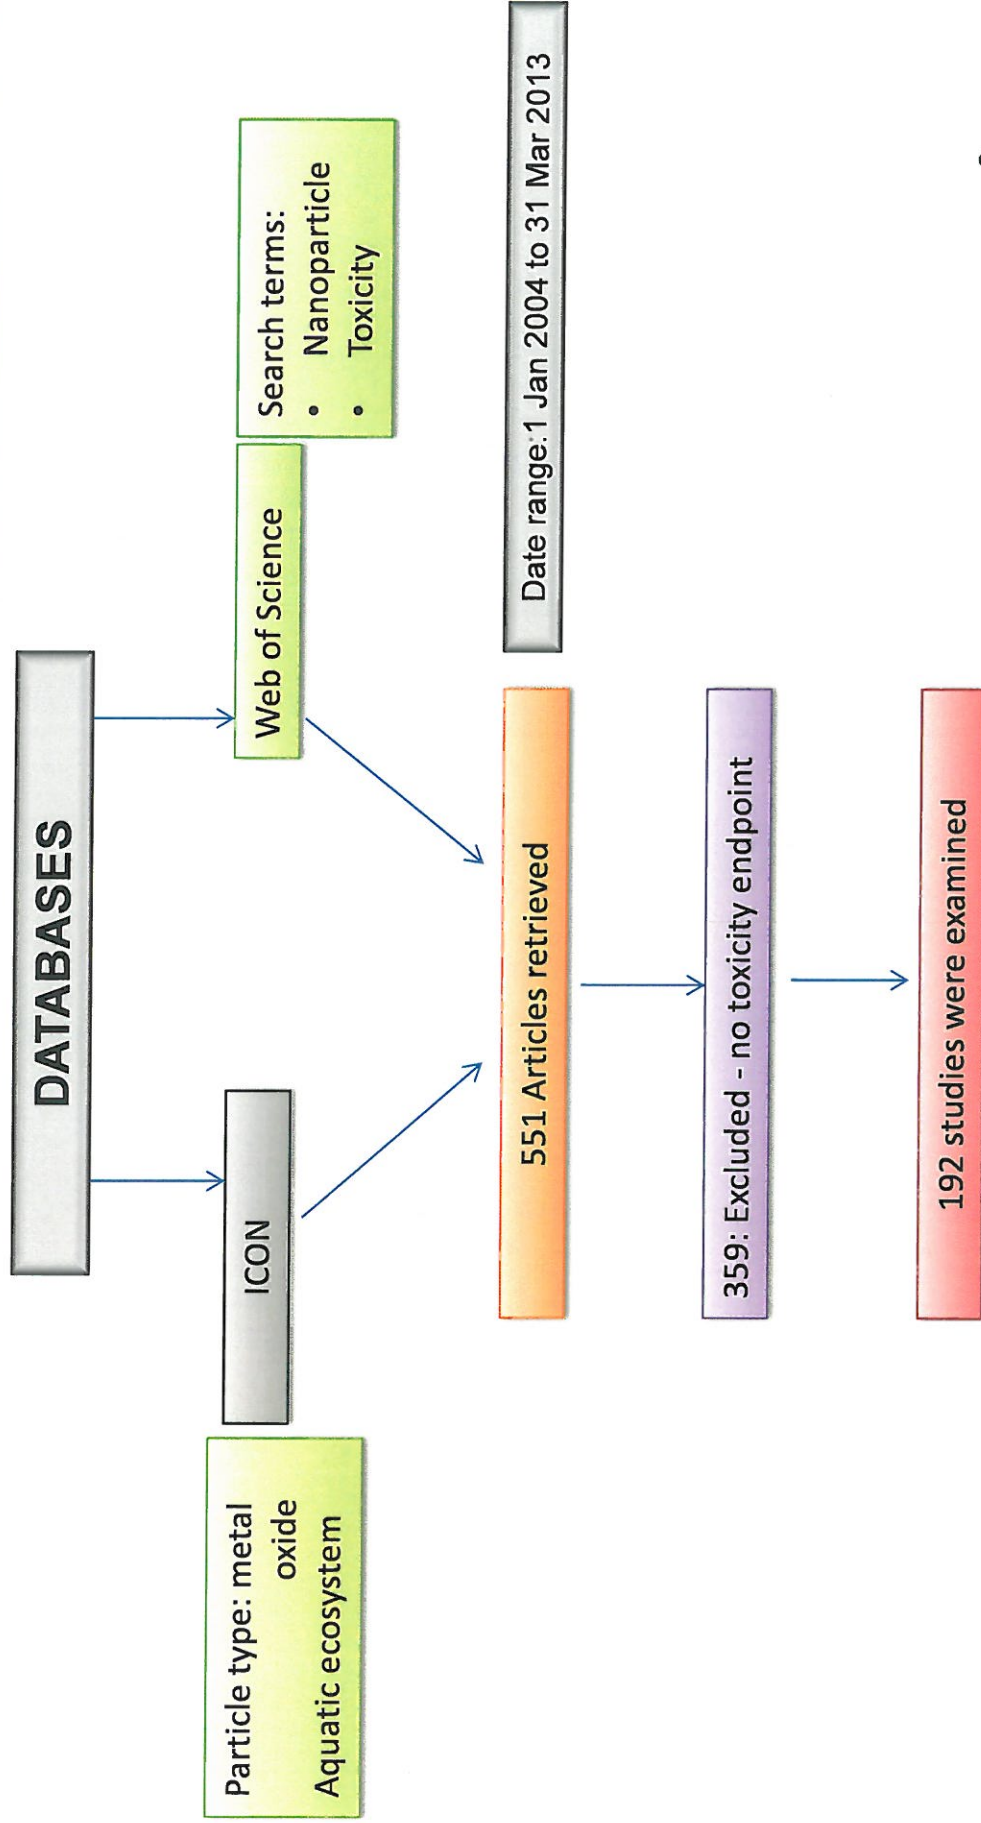 DATABASES
Particle type: metal
oxide
Aquatic ecosystem
ICON
Web of Science
Search terms:
• Nanoparticle
• Toxicity
551 Articles retrieved
Date range:1 Jan 2004 to 31 Mar 2013
359: Excluded - no toxicity endpoint
192 studies were examined